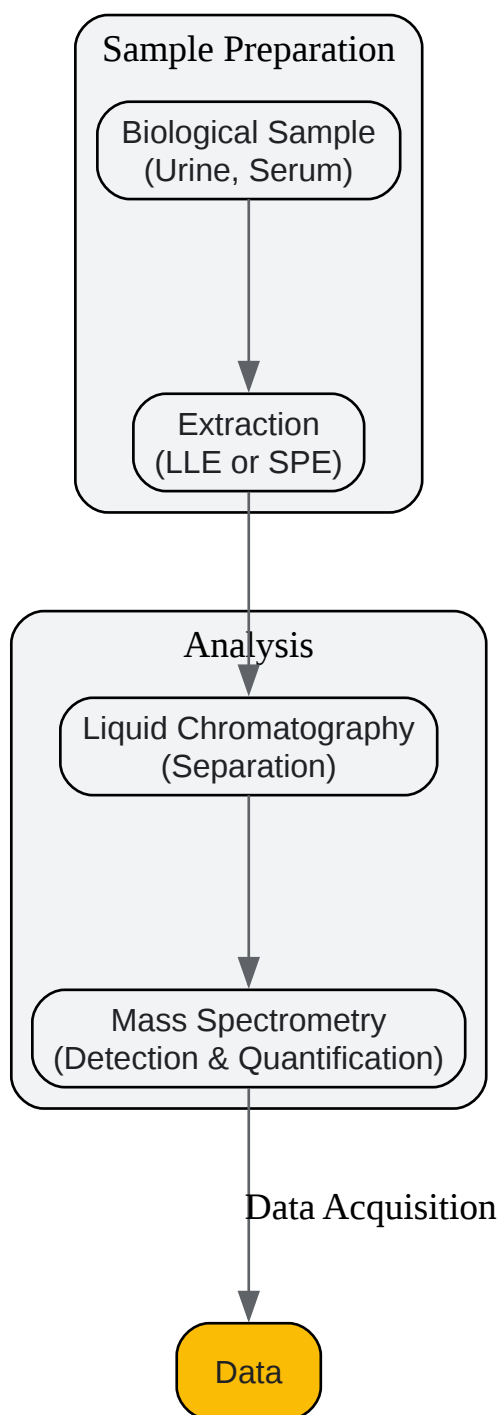 Sample Preparation
Biological Sample
(Urine, Serum)
Extraction
(LLE or SPE)
Analysis
Liquid Chromatography
(Separation)
Mass Spectrometry
(Detection & Quantification)
Data Acquisition
Data